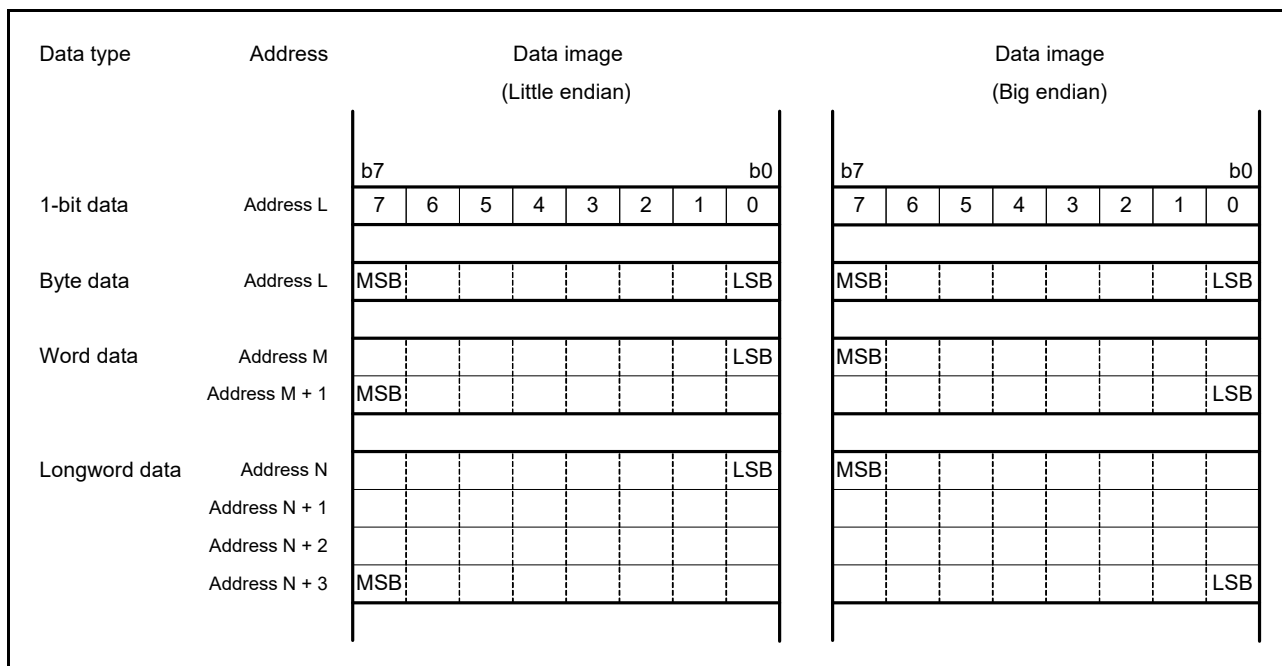 Data type Address Data image Data image
(Little endian) (Big endian)
b7 b0 b7 b0
1-bit data Address L 7 6 5 4 3 2 1 0 7 6 5 4 3 2 1 0
Byte data Address L MSB LSB MSB LSB
Word data Address M LSB MSB
Address M + 1 MSB LSB
Longword data Address N LSB MSB
Address N + 1
Address N + 2
Address N + 3 MSB LSB